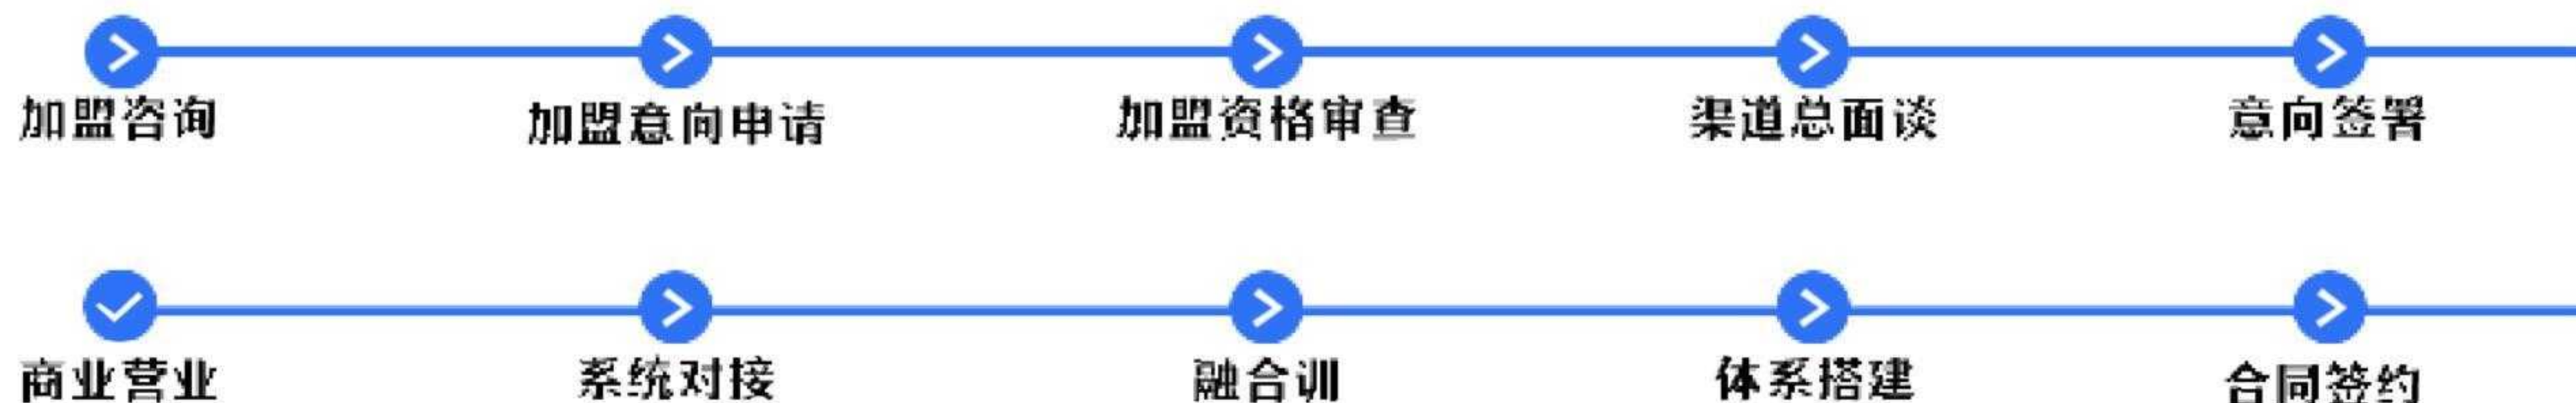 加盟咨询 加盟意向申请 加盟资格审查 渠道总面谈 意向签署
商业营业 系统对接 融合训 体系搭建 合同签约